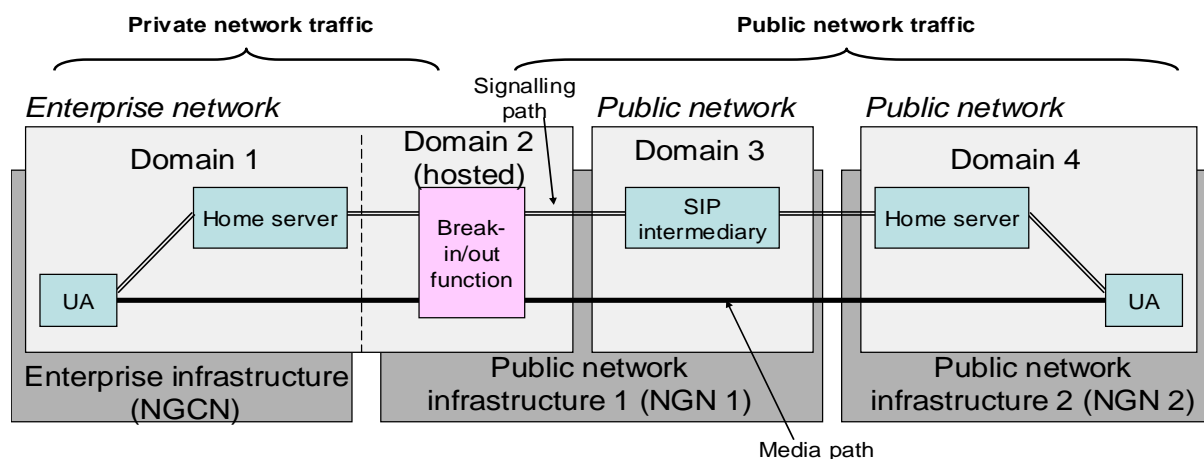 Private network traffic
Public network traffic
Signalling
path
Enterprise network
Public network
Public network
Domain 1
Domain 2
(hosted)
Domain 3
Domain 4
Home server
Break-
in/out
function
SIP
intermediary
Home server
UA
UA
Enterprise infrastructure
(NGCN)
Public network
infrastructure 1 (NGN 1)
Public network
infrastructure 2 (NGN 2)
Media path